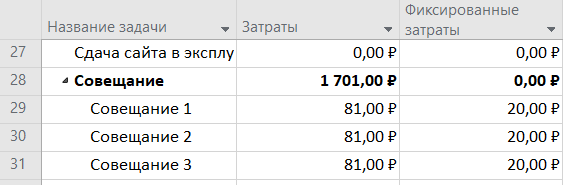 Название задачи Затраты Фиксированные затраты
27 Сдача сайта в эксплу 0,00 ₽ 0,00 ₽
28 Совещание 1 701,00 ₽ 0,00 ₽
29 Совещание 1 81,00 ₽ 20,00 ₽
30 Совещание 2 81,00 ₽ 20,00 ₽
31 Совещание 3 81,00 ₽ 20,00 ₽